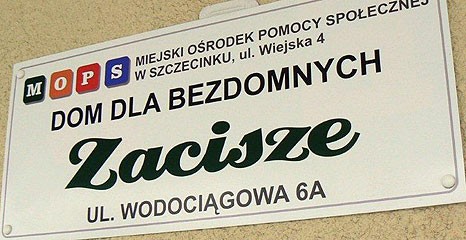 MOPS MIEJSKI OŚRODEK POMOCY SPOŁECZNEJ
W SZCZECINKU, ul. Wiejska 4
DOM DLA BEZDOMNYCH
Zacisze
UL. WODOCIĄGOWA 6A